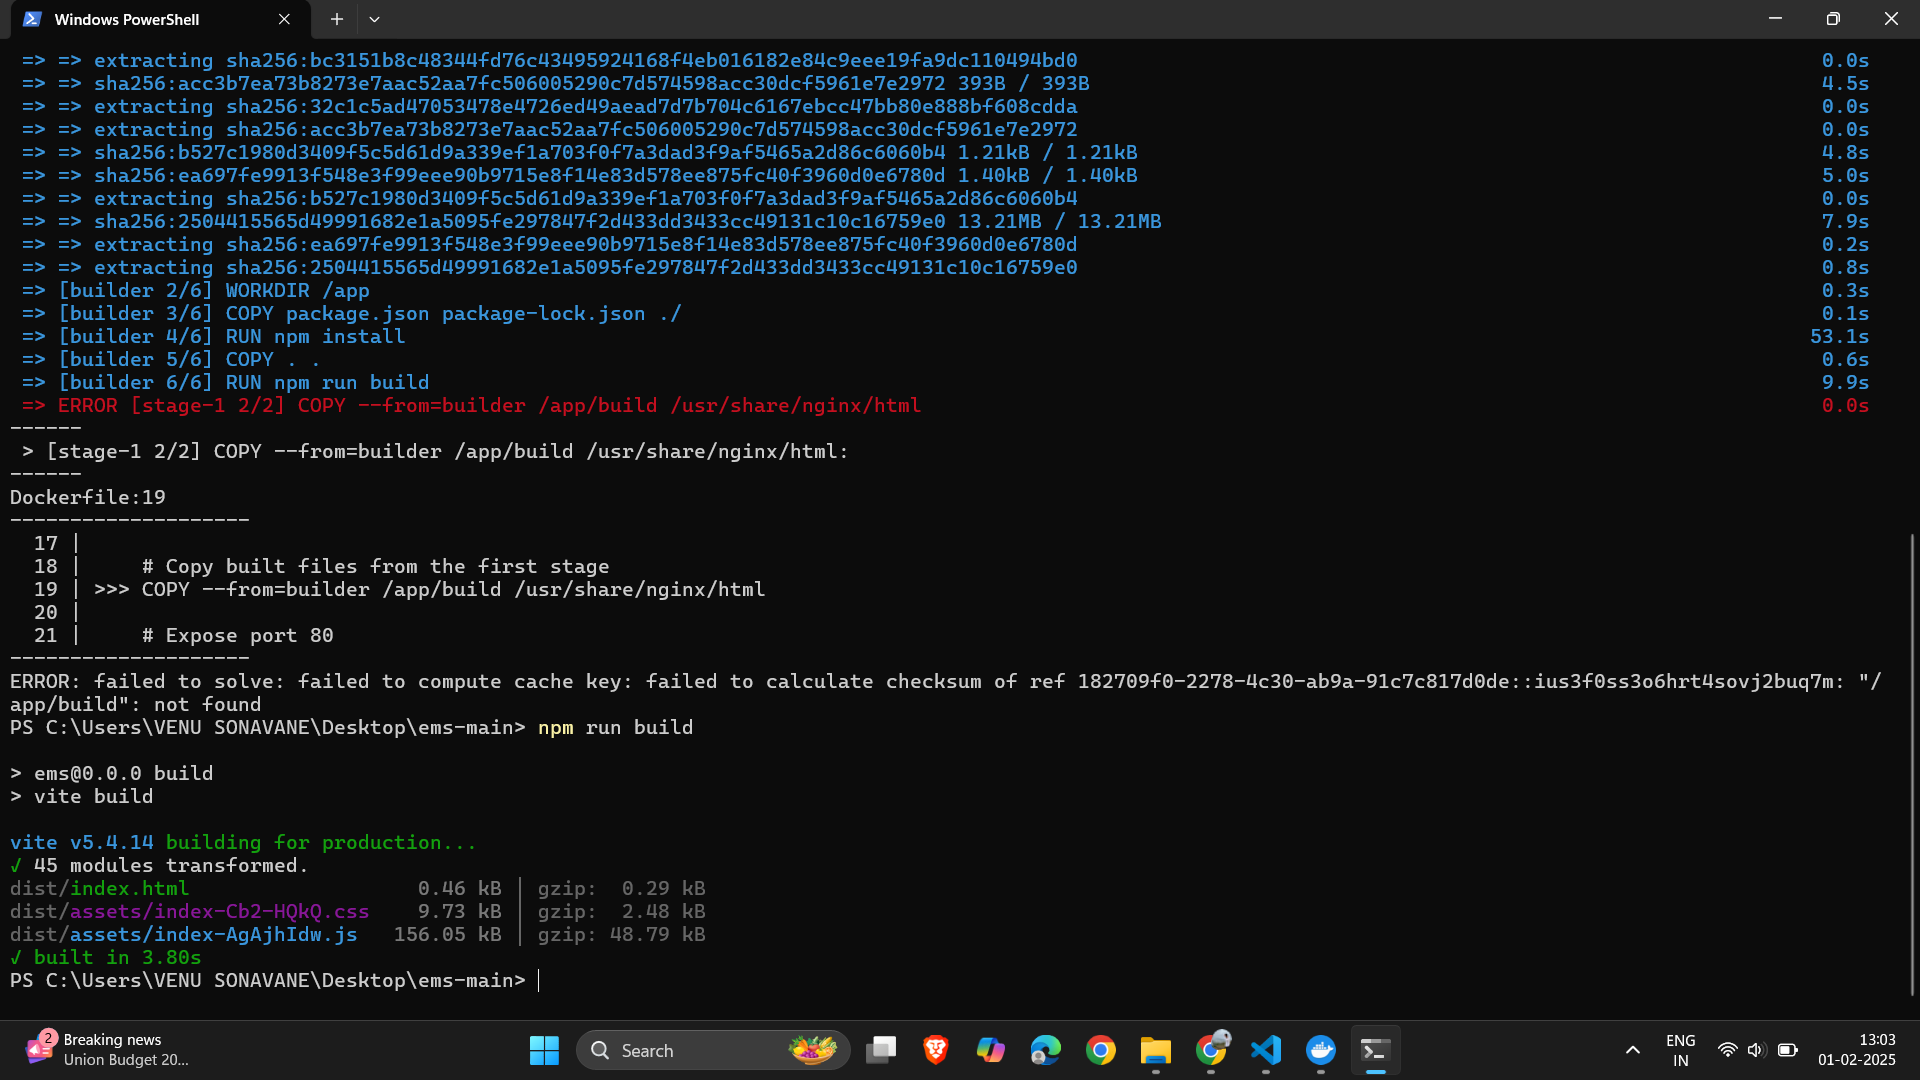 Windows PowerShell
=> => extracting sha256:bc3151b8c48344fd76c43495924168f4eb016182e84c9eee19fa9dc110494bd0 0.0s
=> => sha256:acc3b7ea73b8273e7aac52aa7fc506005290c7d574598acc30dcf5961e7e2972 393B / 393B 4.5s
=> => extracting sha256:32c1c5ad47053478e4726ed49aead7d7b704c6167ebcc47bb80e888bf608cdda 0.0s
=> => extracting sha256:acc3b7ea73b8273e7aac52aa7fc506005290c7d574598acc30dcf5961e7e2972 0.0s
=> => sha256:b527c1980d3409f5c5d61d9a339ef1a703f0f7a3dad3f9af5465a2d86c6060b4 1.21kB / 1.21kB 4.8s
=> => sha256:ea697fe9913f548e3f99eee90b9715e8f14e83d578ee875fc40f3960d0e6780d 1.40kB / 1.40kB 5.0s
=> => extracting sha256:b527c1980d3409f5c5d61d9a339ef1a703f0f7a3dad3f9af5465a2d86c6060b4 0.0s
=> => sha256:2504415565d49991682e1a5095fe297847f2d433dd3433cc49131c10c16759e0 13.21MB / 13.21MB 7.9s
=> => extracting sha256:ea697fe9913f548e3f99eee90b9715e8f14e83d578ee875fc40f3960d0e6780d 0.2s
=> => extracting sha256:2504415565d49991682e1a5095fe297847f2d433dd3433cc49131c10c16759e0 0.8s
=> [builder 2/6] WORKDIR /app 0.3s
=> [builder 3/6] COPY package.json package-lock.json ./ 0.1s
=> [builder 4/6] RUN npm install 53.1s
=> [builder 5/6] COPY . . 0.6s
=> [builder 6/6] RUN npm run build 9.9s
=> ERROR [stage-1 2/2] COPY --from=builder /app/build /usr/share/nginx/html 0.0s
------
> [stage-1 2/2] COPY --from=builder /app/build /usr/share/nginx/html:
------
Dockerfile:19
--------------------
17 |
18 | # Copy built files from the first stage
19 | >>> COPY --from=builder /app/build /usr/share/nginx/html
20 |
21 | # Expose port 80
--------------------
ERROR: failed to solve: failed to compute cache key: failed to calculate checksum of ref 182709f0-2278-4c30-ab9a-91c7c817d0de::ius3f0ss3o6hrt4sovj2buq7m: "/
app/build": not found
PS C:\Users\VENU SONAVANE\Desktop\ems-main> npm run build
> ems@0.0.0 build
> vite build
vite v5.4.14 building for production...
√ 45 modules transformed.
dist/index.html 0.46 kB │ gzip: 0.29 kB
dist/assets/index-Cb2-HQkQ.css 9.73 kB │ gzip: 2.48 kB
dist/assets/index-AgAjhIdw.js 156.05 kB │ gzip: 48.79 kB
√ built in 3.80s
PS C:\Users\VENU SONAVANE\Desktop\ems-main>
2
Breaking news
Union Budget 20...
Search
ENG
IN
13:03
01-02-2025